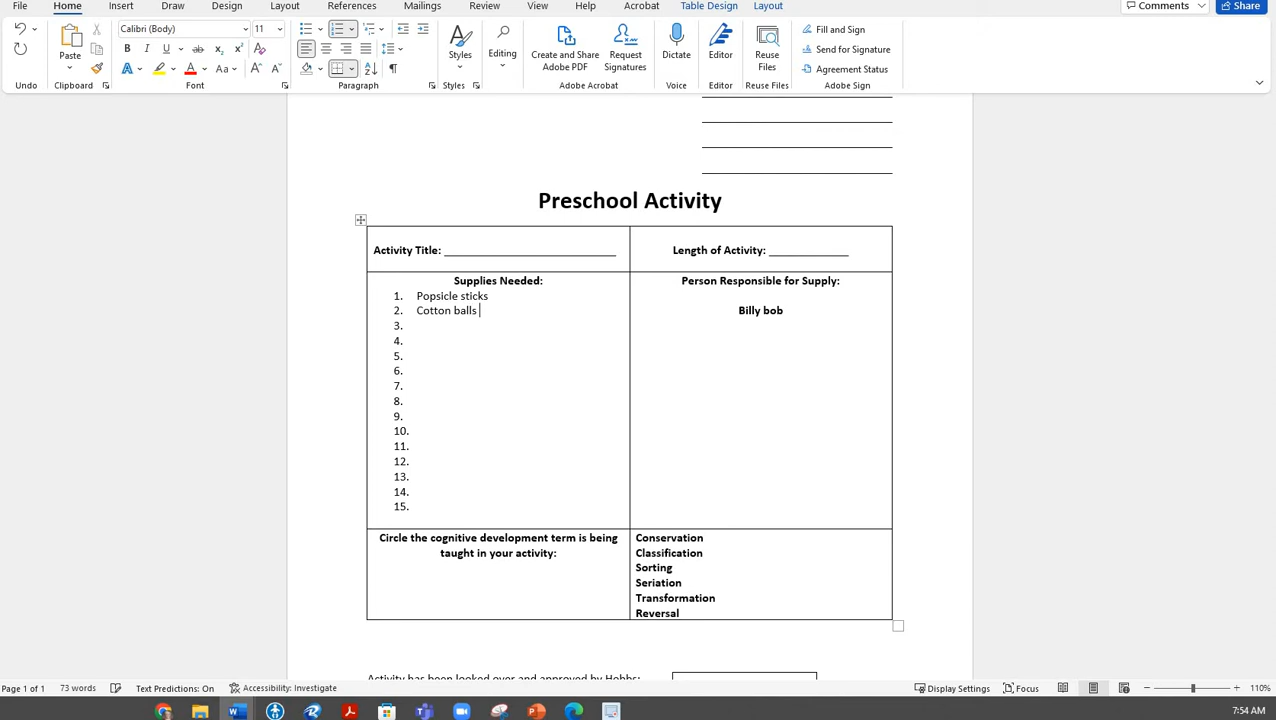 File Home Insert Draw Design Layout References Mailings Review View Help Acrobat Table Design Layout Comments Share
Calibri (Body) 11
Paste Styles Editing Create and Share Adobe PDF Request Signatures Dictate Editor Reuse Files
Fill and Sign
Send for Signature
Agreement Status
Undo Clipboard Font Paragraph Styles Adobe Acrobat Voice Editor Reuse Files Adobe Sign
Preschool Activity
Activity Title: ____________________________ Length of Activity: _____________
Supplies Needed: Person Responsible for Supply:
1. Popsicle sticks
2. Cotton balls Billy bob
3.
4.
5.
6.
7.
8.
9.
10.
11.
12.
13.
14.
15.
Circle the cognitive development term is being
taught in your activity:
Conservation
Classification
Sorting
Seriation
Transformation
Reversal
Activity has been looked over and approved by Hobbs:
Page 1 of 1 73 words Text Predictions: On Accessibility: Investigate Display Settings Focus 110%
7:54 AM